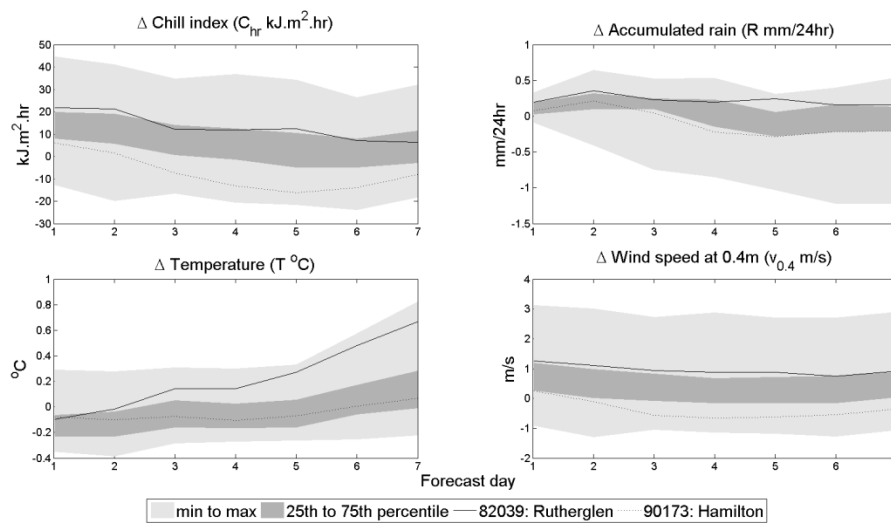 Δ Chill index (C_hr kJ.m².hr)
kJ.m².hr
50
40
30
20
10
0
-10
-20
-30
1 2 3 4 5 6 7
Δ Accumulated rain (R mm/24hr)
mm/24hr
1
0.5
0
-0.5
-1
-1.5
1 2 3 4 5 6
Δ Temperature (T °C)
°C
1
0.8
0.6
0.4
0.2
0
-0.2
-0.4
1 2 3 4 5 6 7
Δ Wind speed at 0.4m (v_0.4 m/s)
m/s
4
3
2
1
0
-1
-2
1 2 3 4 5 6
Forecast day
min to max 25th to 75th percentile 82039: Rutherglen 90173: Hamilton